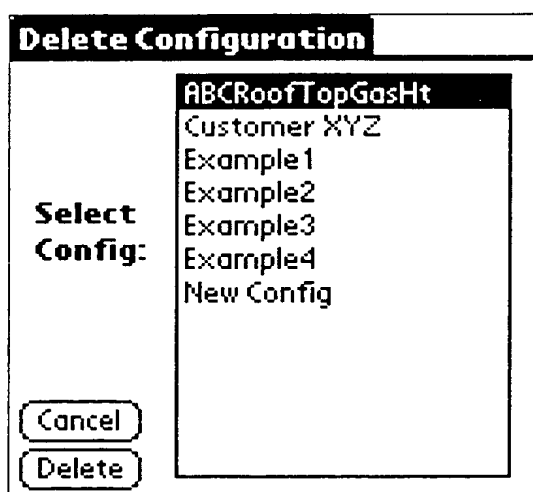 Delete Configuration
ABCRoofTopGasHt
Customer XYZ
Example1
Example2
Select
Config:
Example3
Example4
New Config
Cancel
Delete